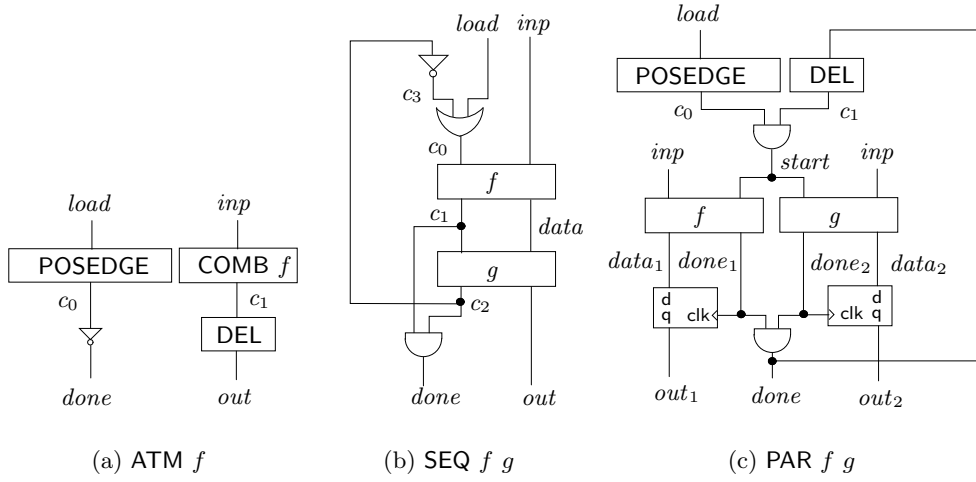 load
POSEDGE
c₀
done
inp
COMB f
c₁
DEL
out
(a) ATM f
load inp
c₃
c₀
f
c₁
data
g
c₂
done out
(b) SEQ f g
load
POSEDGE DEL
c₀ c₁
start
inp inp
f g
data₁ done₁ done₂ data₂
d d
q clk clk q
out₁ done out₂
(c) PAR f g